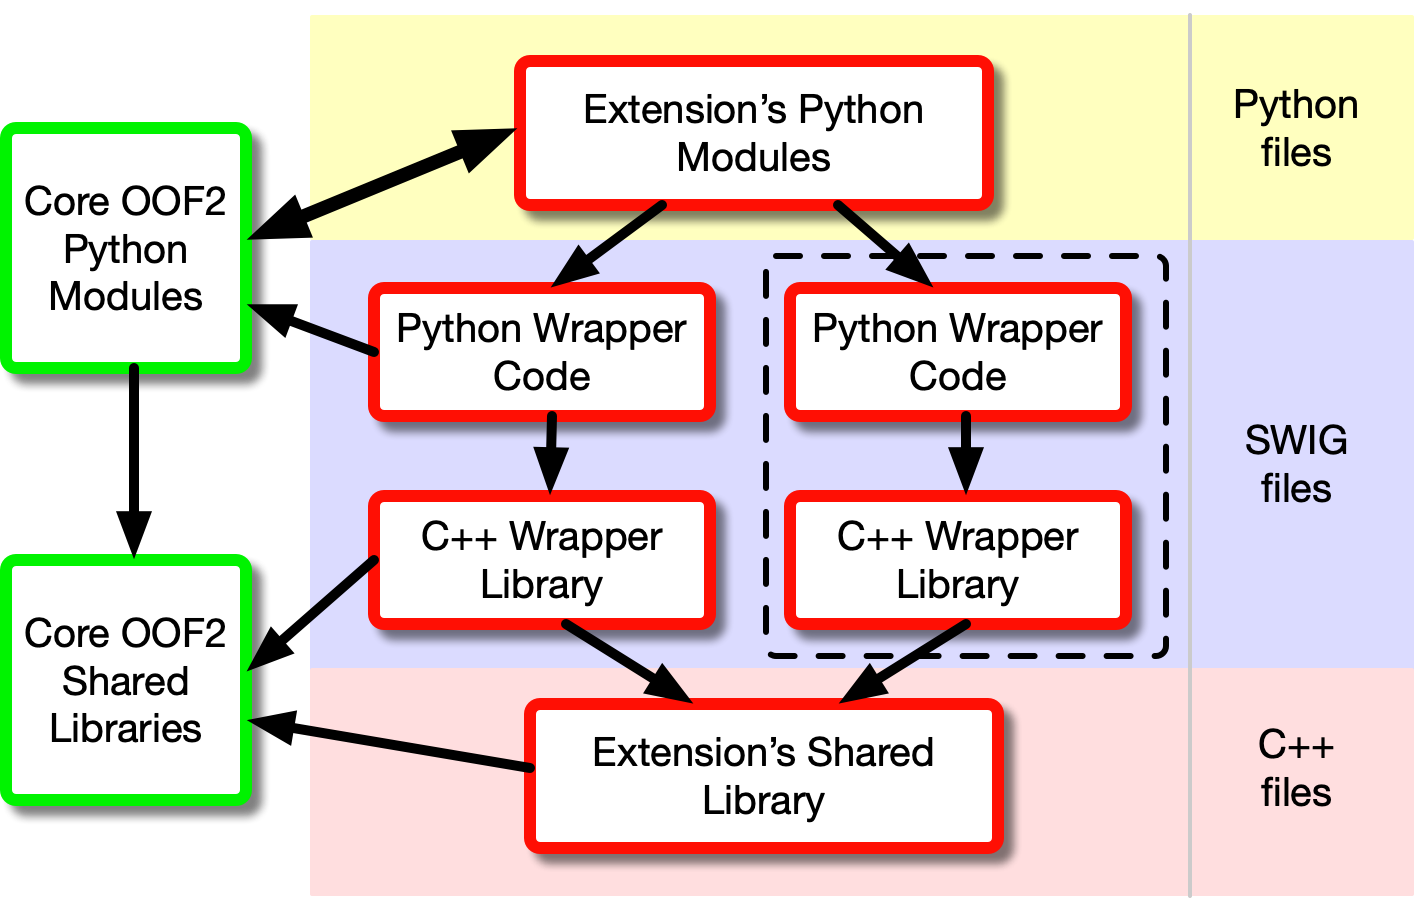 Extension’s Python
Modules
Python
files
Core OOF2
Python
Modules
Python Wrapper
Code
Python Wrapper
Code
SWIG
files
C++ Wrapper
Library
C++ Wrapper
Library
Core OOF2
Shared
Libraries
Extension’s Shared
Library
C++
files